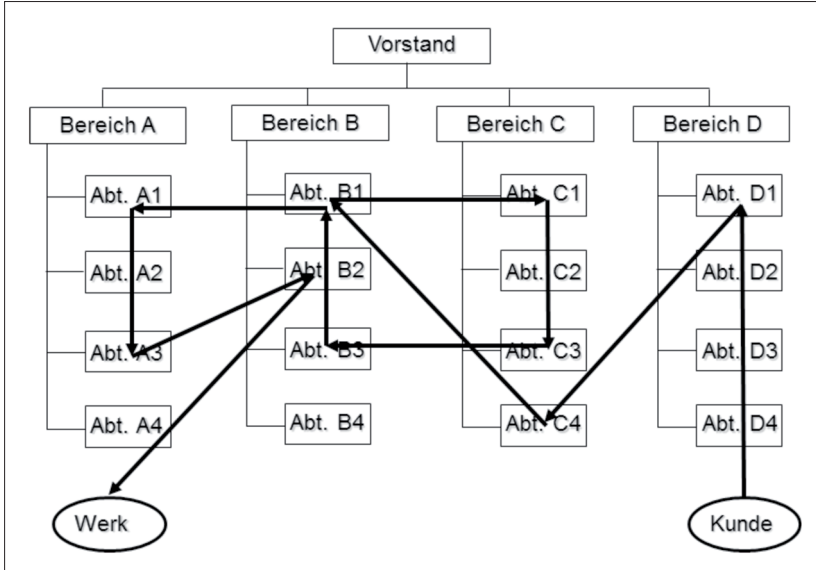 Vorstand
Bereich A
Bereich B
Bereich C
Bereich D
Abt. A1
Abt. B1
Abt. C1
Abt. D1
Abt. A2
Abt. B2
Abt. C2
Abt. D2
Abt. A3
Abt. B3
Abt. C3
Abt. D3
Abt. A4
Abt. B4
Abt. C4
Abt. D4
Werk
Kunde